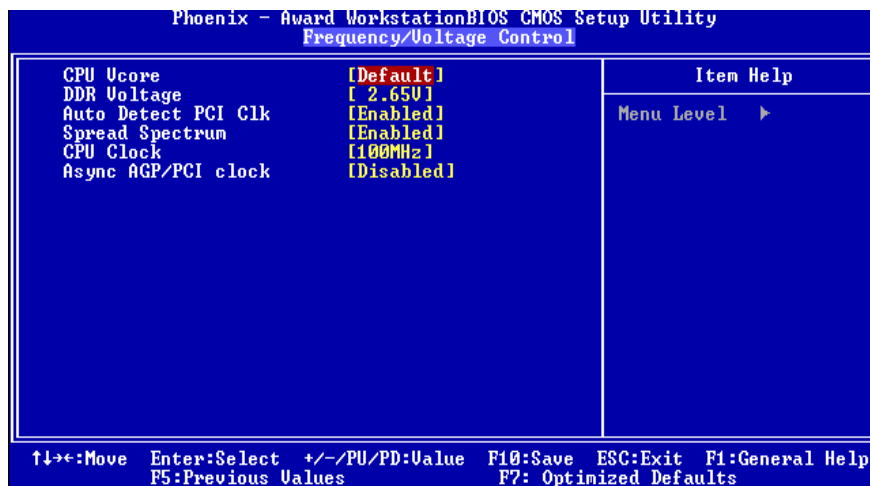 Phoenix - Award WorkstationBIOS CMOS Setup Utility
Frequency/Voltage Control
CPU Vcore [Default]
DDR Voltage [ 2.65V]
Auto Detect PCI Clk [Enabled]
Spread Spectrum [Enabled]
CPU Clock [100MHz]
Async AGP/PCI clock [Disabled]
Item Help
Menu Level ▶
↑↓→←:Move Enter:Select +/-/PU/PD:Value F10:Save ESC:Exit F1:General Help
F5:Previous Values F7: Optimized Defaults